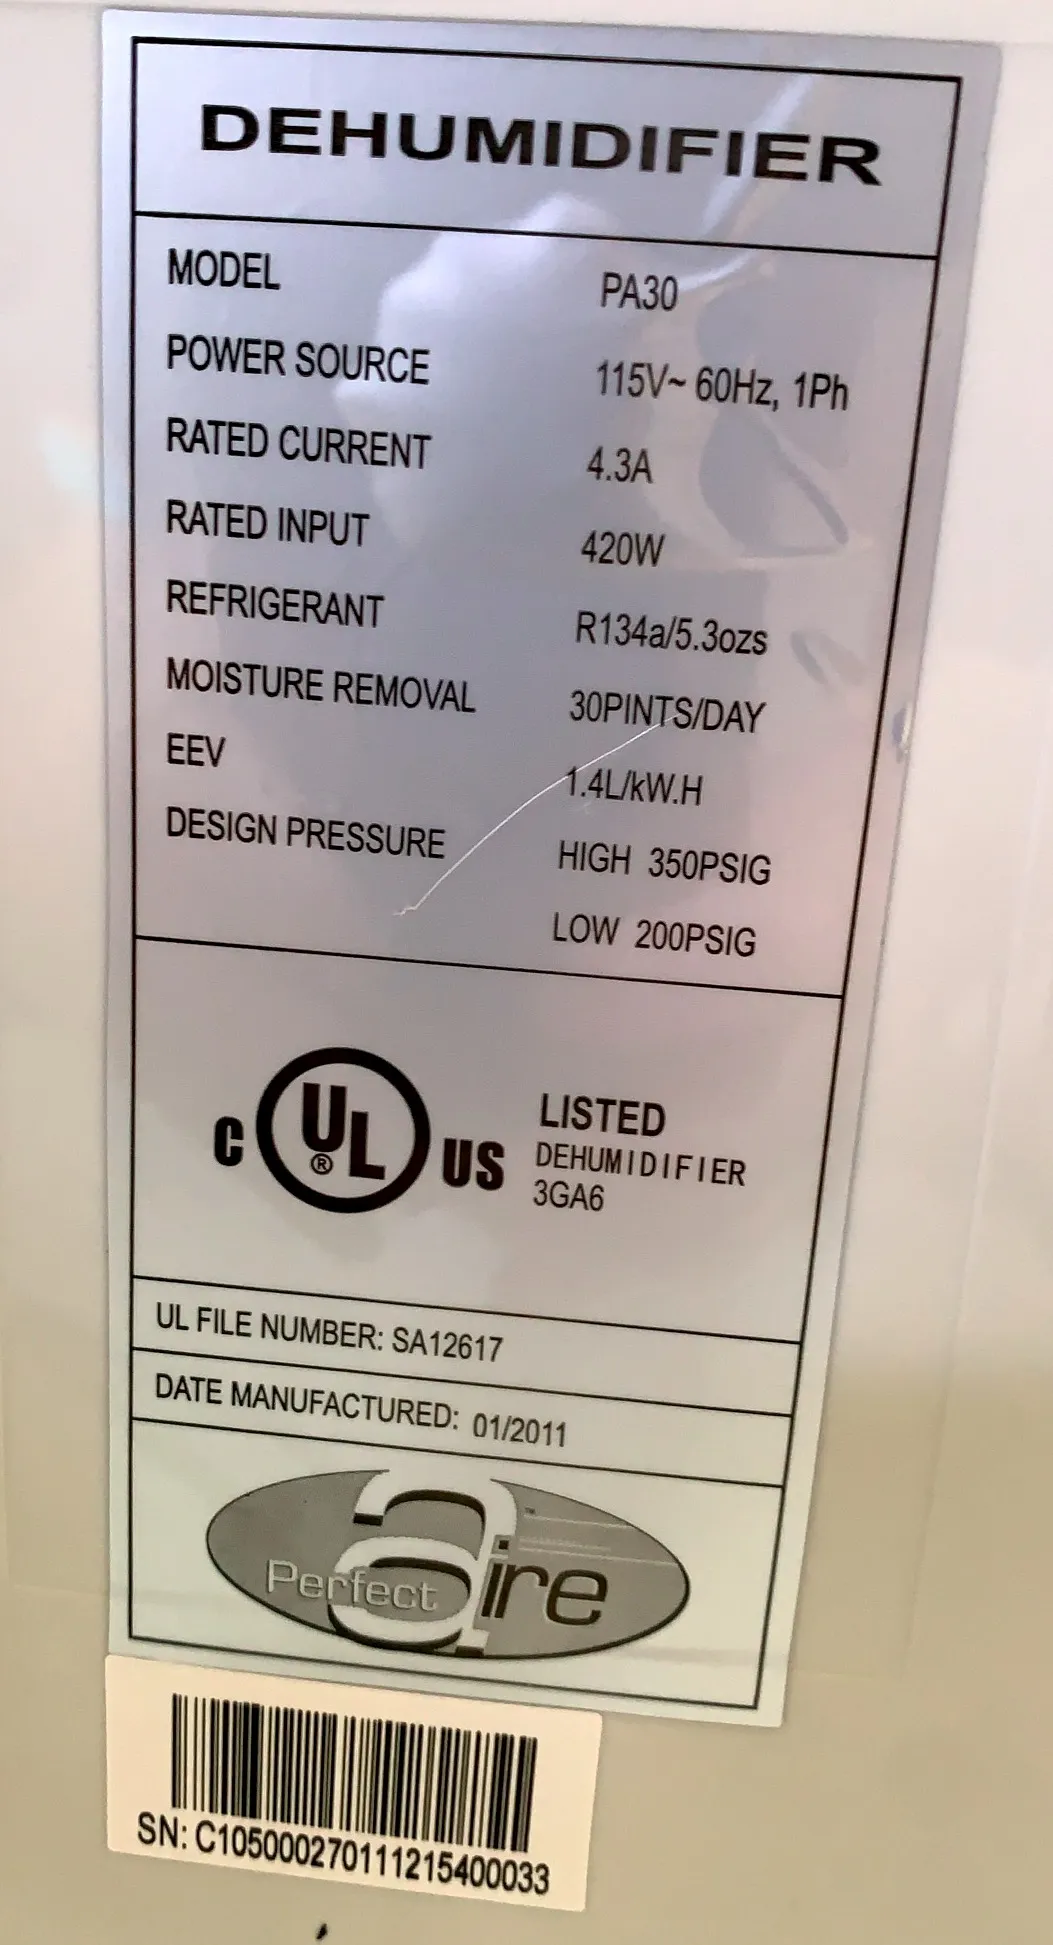 DEHUMIDIFIER
MODEL PA30
POWER SOURCE 115V~ 60Hz, 1Ph
RATED CURRENT 4.3A
RATED INPUT 420W
REFRIGERANT R134a/5.3ozs
MOISTURE REMOVAL 30PINTS/DAY
EEV 1.4L/kW.H
DESIGN PRESSURE HIGH 350PSIG
LOW 200PSIG
C UL® US
LISTED
DEHUMIDIFIER
3GA6
UL FILE NUMBER: SA12617
DATE MANUFACTURED: 01/2011
Perfect aire ™
SN: C105000270111215400033